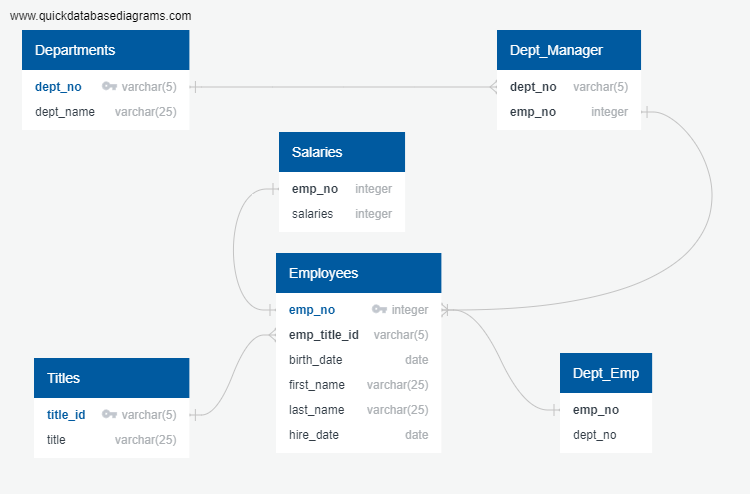 www.quickdatabasediagrams.com
Departments
dept_no varchar(5)
dept_name varchar(25)
Dept_Manager
dept_no varchar(5)
emp_no integer
Salaries
emp_no integer
salaries integer
Employees
emp_no integer
emp_title_id varchar(5)
birth_date date
first_name varchar(25)
last_name varchar(25)
hire_date date
Titles
title_id varchar(5)
title varchar(25)
Dept_Emp
emp_no
dept_no